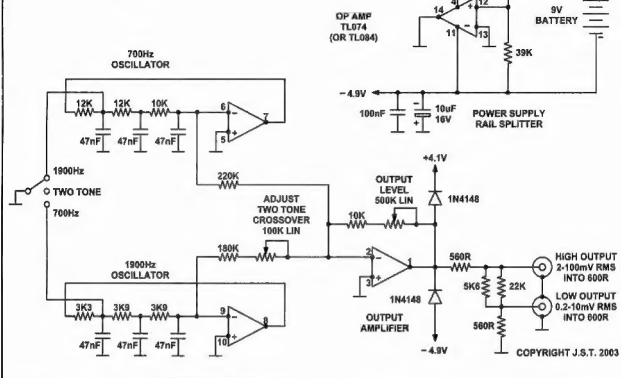 4
12
14
OP AMP
TL074
(OR TL084)
11
13
9V
BATTERY
39K
-4.9V
100nF
10uF
16V
POWER SUPPLY
RAIL SPLITTER
700Hz
OSCILLATOR
12K
12K
10K
6
7
5
47nF
47nF
47nF
1900Hz
TWO TONE
700Hz
220K
ADJUST
TWO TONE
CROSSOVER
100K LIN
180K
OUTPUT
LEVEL
500K LIN
10K
+4.1V
1N4148
2
1
3
OUTPUT
AMPLIFIER
1N4148
-4.9V
560R
5K6
22K
560R
HIGH OUTPUT
2-100mV RMS
INTO 600R
LOW OUTPUT
0.2-10mV RMS
INTO 600R
1900Hz
OSCILLATOR
3K3
3K9
3K9
9
8
10
47nF
47nF
47nF
COPYRIGHT J.S.T. 2003